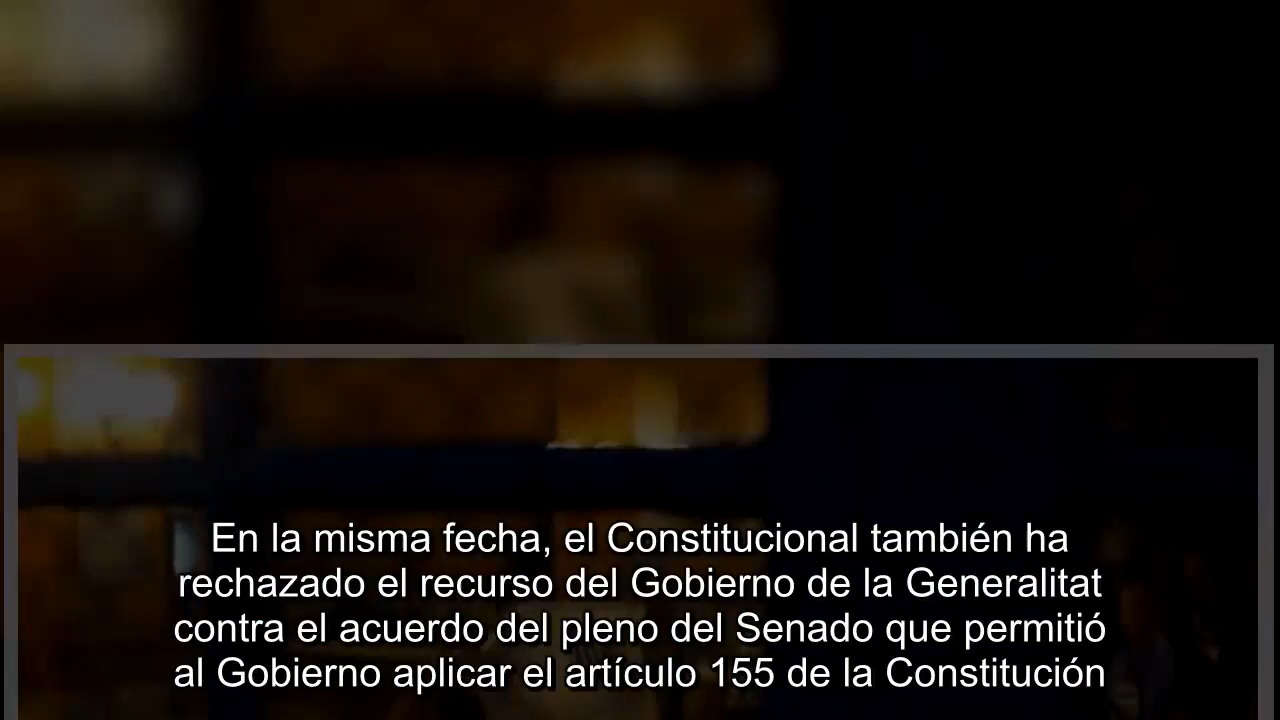 En la misma fecha, el Constitucional también ha
rechazado el recurso del Gobierno de la Generalitat
contra el acuerdo del pleno del Senado que permitió
al Gobierno aplicar el artículo 155 de la Constitución